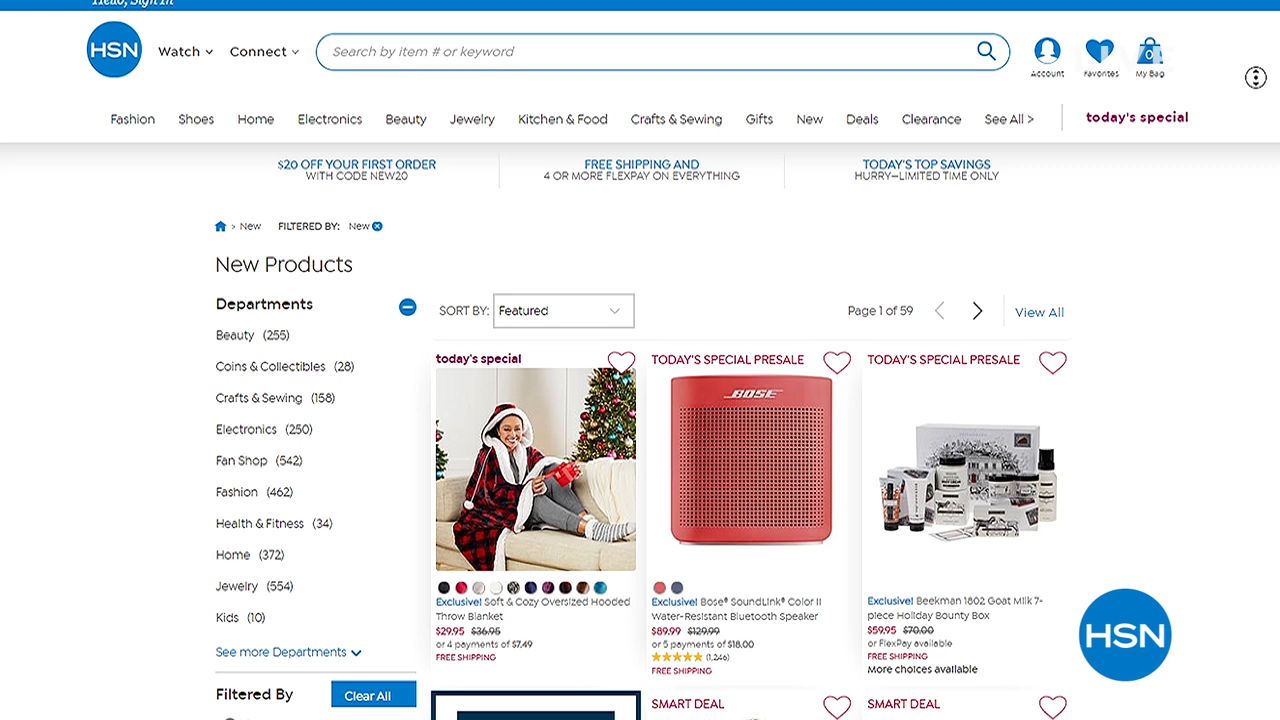 Hello, Sign In
HSN
Watch
Connect
Search by item # or keyword
Account
Favorites
0
My Bag
Fashion
Shoes
Home
Electronics
Beauty
Jewelry
Kitchen & Food
Crafts & Sewing
Gifts
New
Deals
Clearance
See All >
today's special
$20 OFF YOUR FIRST ORDER
WITH CODE NEW20
FREE SHIPPING AND
4 OR MORE FLEXPAY ON EVERYTHING
TODAY'S TOP SAVINGS
HURRY—LIMITED TIME ONLY
> New FILTERED BY: New
New Products
Departments
Beauty (255)
Coins & Collectibles (28)
Crafts & Sewing (158)
Electronics (250)
Fan Shop (542)
Fashion (462)
Health & Fitness (34)
Home (372)
Jewelry (554)
Kids (10)
See more Departments
Filtered By
Clear All
SORT BY: Featured
Page 1 of 59
View All
today's special
Exclusive! Soft & Cozy Oversized Hooded
Throw Blanket
$29.95 $36.95
or 4 payments of $7.49
FREE SHIPPING
TODAY'S SPECIAL PRESALE
BOSE
Exclusive! Bose® SoundLink® Color II
Water-Resistant Bluetooth Speaker
$89.99 $129.99
or 5 payments of $18.00
(1,246)
FREE SHIPPING
TODAY'S SPECIAL PRESALE
Exclusive! Beekman 1802 Goat Milk 7-
piece Holiday Bounty Box
$59.95 $70.00
or FlexPay available
FREE SHIPPING
More choices available
SMART DEAL
SMART DEAL
HSN